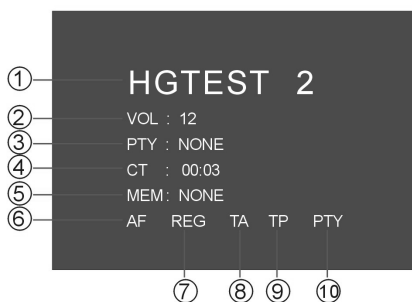 ① HGTEST 2
② VOL : 12
③ PTY : NONE
④ CT : 00:03
⑤ MEM : NONE
⑥ AF REG TA TP PTY
⑦ ⑧ ⑨ ⑩